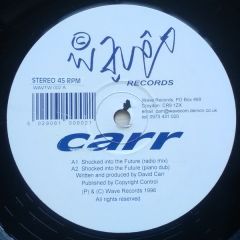 ©
RECORDS
STEREO 45 RPM
WAVTW 002 A
Wave Records, PO Box #69
Croydon CR9 1ZX
carr
A1. Shocked into the Future (radio mix)
A2. Shocked into the Future (piano dub)
Written and produced by David Carr
Published by Copyright Control
(P) & (C) Wave Records 1996
All rights reserved